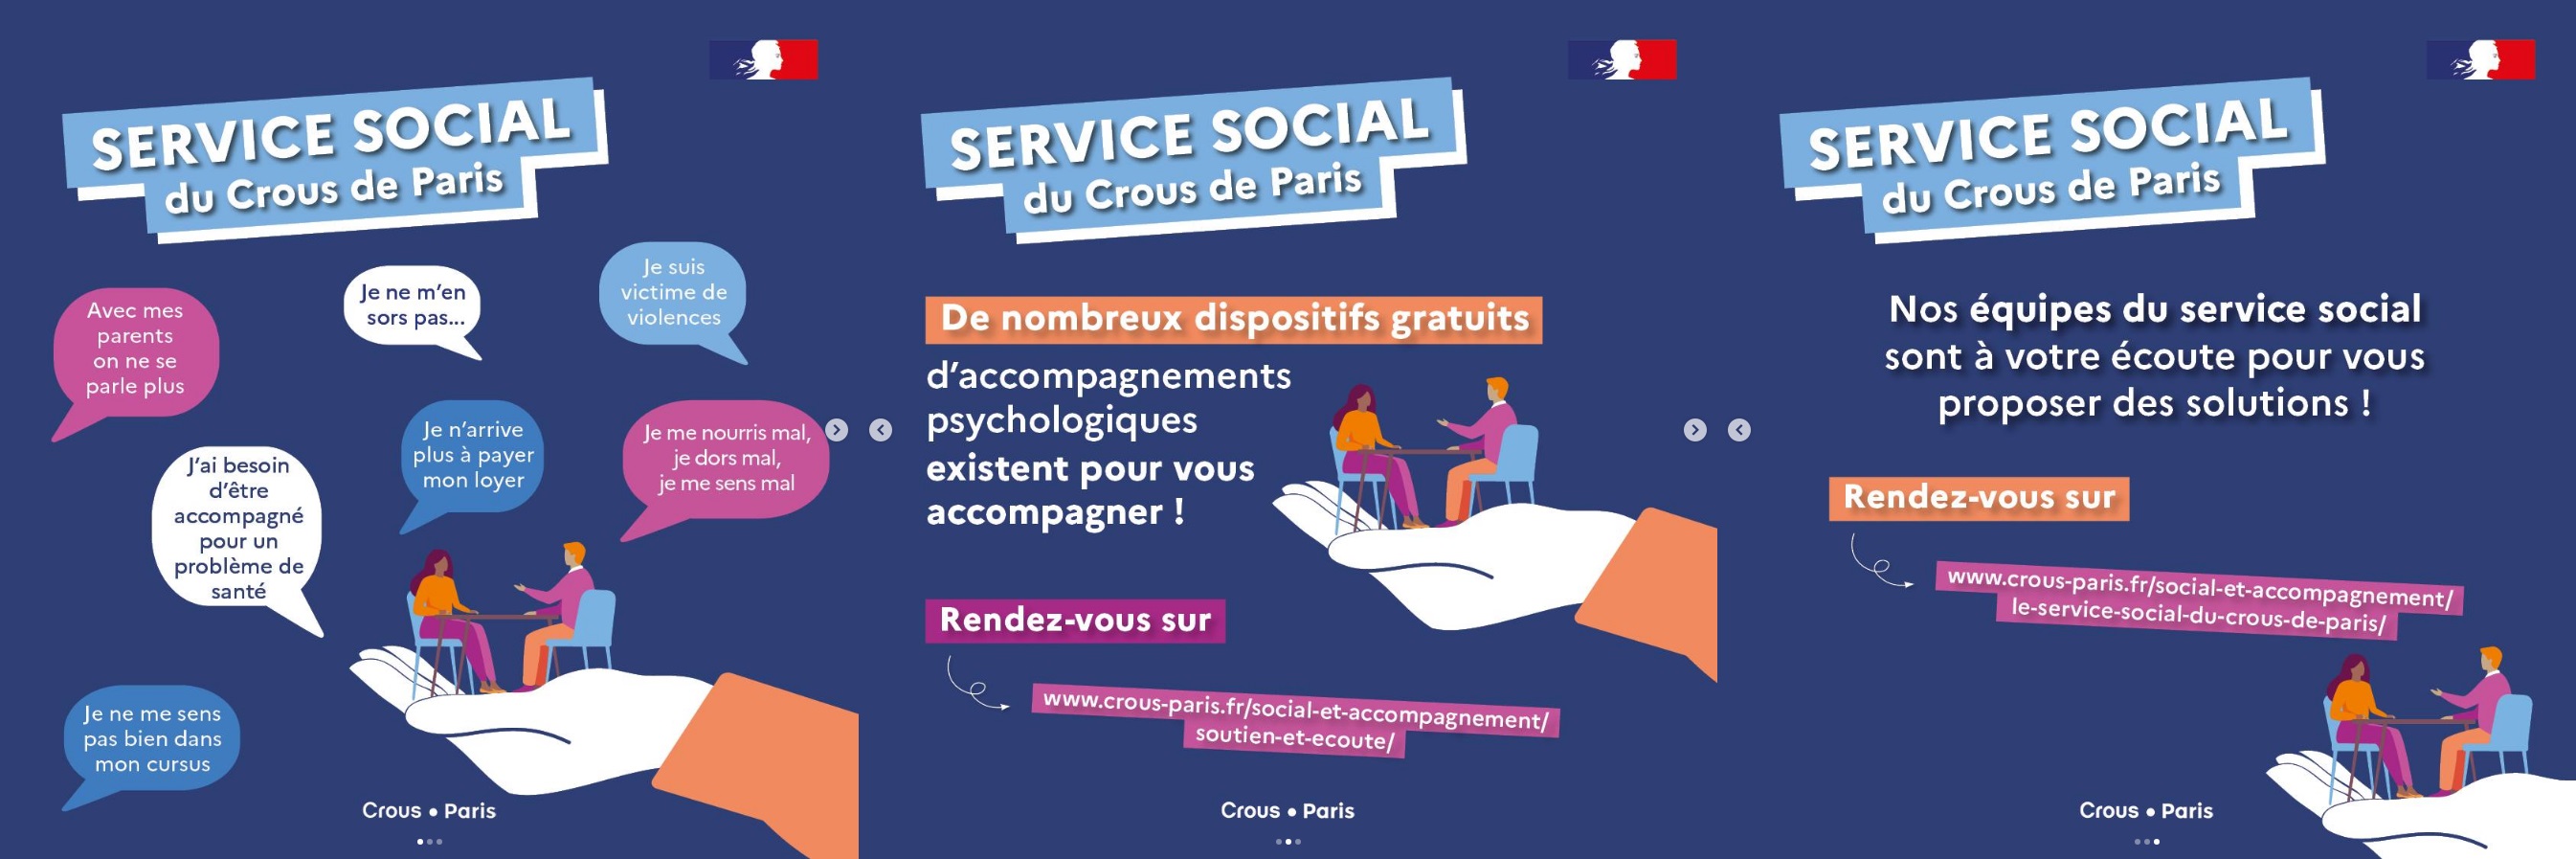 SERVICE SOCIAL
du Crous de Paris
Avec mes
parents
on ne se
parle plus
Je ne m'en
sors pas...
Je suis
victime de
violences
J'ai besoin
d'être
accompagné
pour un
problème de
santé
Je n'arrive
plus à payer
mon loyer
Je me nourris mal,
je dors mal,
je me sens mal
Je ne me sens
pas bien dans
mon cursus
Crous • Paris
SERVICE SOCIAL
du Crous de Paris
De nombreux dispositifs gratuits
d'accompagnements
psychologiques
existent pour vous
accompagner !
Rendez-vous sur
www.crous-paris.fr/social-et-accompagnement/
soutien-et-ecoute/
Crous • Paris
SERVICE SOCIAL
du Crous de Paris
Nos équipes du service social
sont à votre écoute pour vous
proposer des solutions !
Rendez-vous sur
www.crous-paris.fr/social-et-accompagnement/
le-service-social-du-crous-de-paris/
Crous • Paris